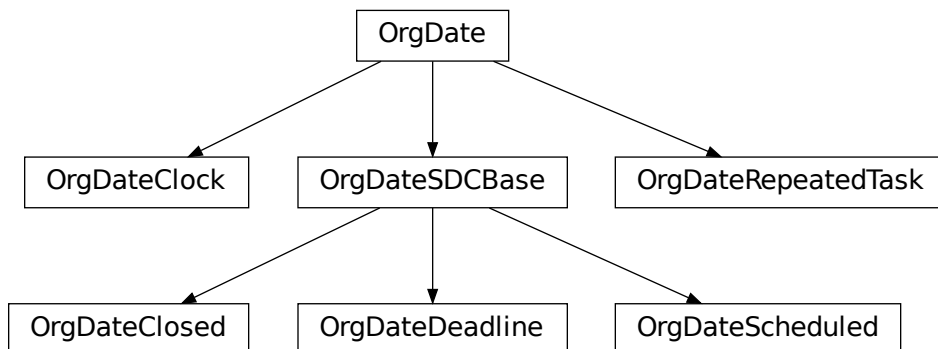 OrgDate
OrgDateClock
OrgDateSDCBase
OrgDateRepeatedTask
OrgDateClosed
OrgDateDeadline
OrgDateScheduled